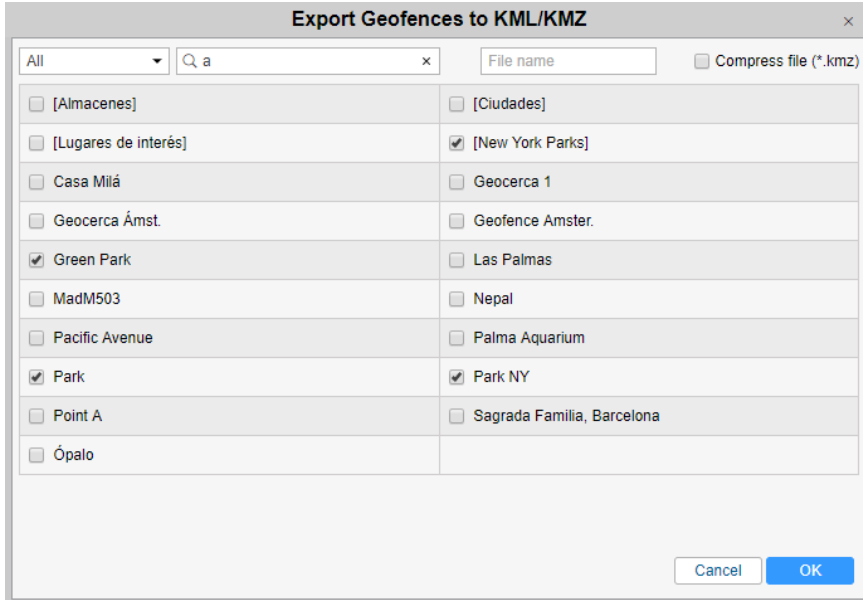 Export Geofences to KML/KMZ ×
All a × File name Compress file (*.kmz)
[Almacenes] [Ciudades]
[Lugares de interés] [New York Parks]
Casa Milá Geocerca 1
Geocerca Ámst. Geofence Amster.
Green Park Las Palmas
MadM503 Nepal
Pacific Avenue Palma Aquarium
Park Park NY
Point A Sagrada Familia, Barcelona
Ópalo
Cancel OK